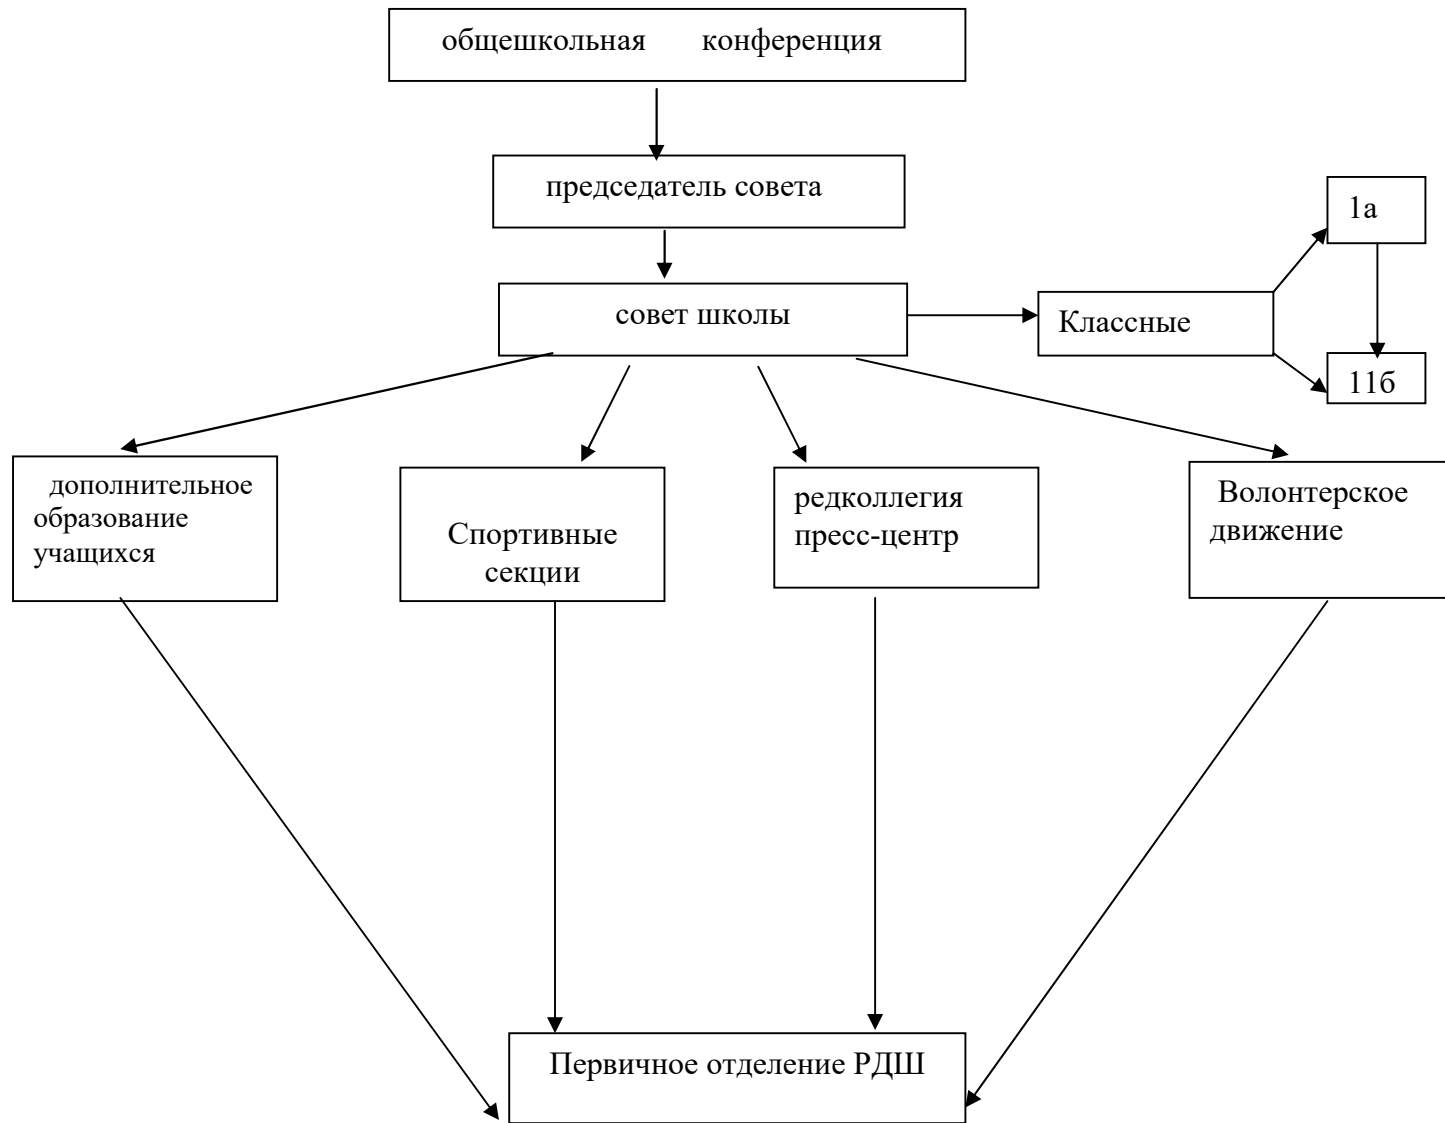 общешкольная конференция
председатель совета
1а
совет школы
Классные
11б
дополнительное
образование
учащихся
Спортивные
секции
редколлегия
пресс-центр
Волонтерское
движение
Первичное отделение РДШ